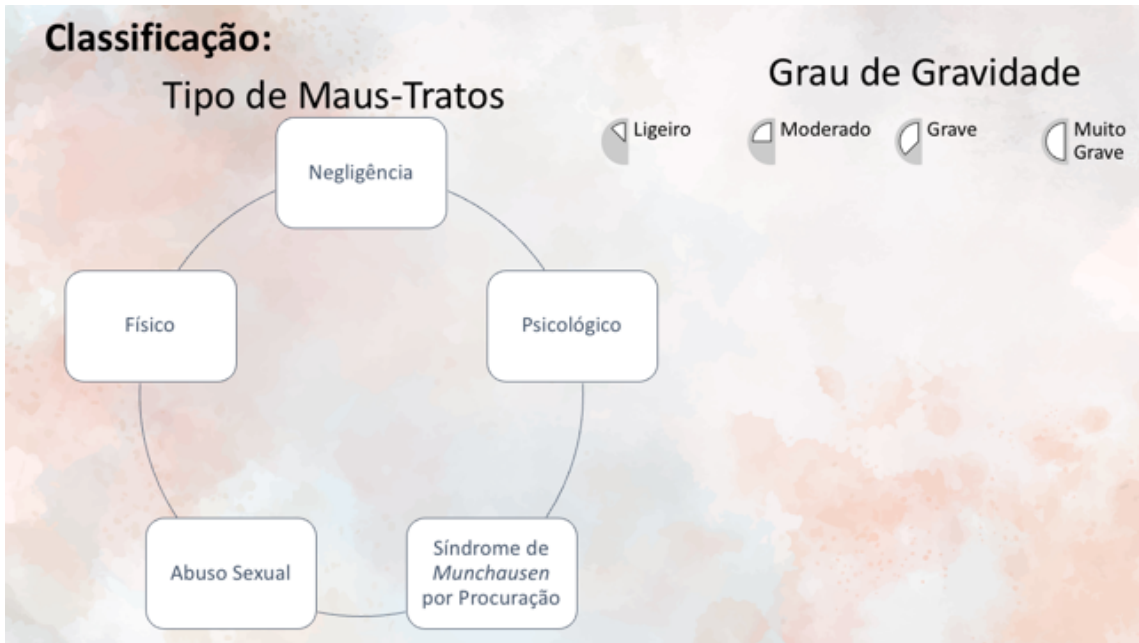 Classificação:
Tipo de Maus-Tratos
Negligência
Psicológico
Síndrome de
Munchausen
por Procuração
Abuso Sexual
Físico
Grau de Gravidade
Ligeiro
Moderado
Grave
Muito
Grave